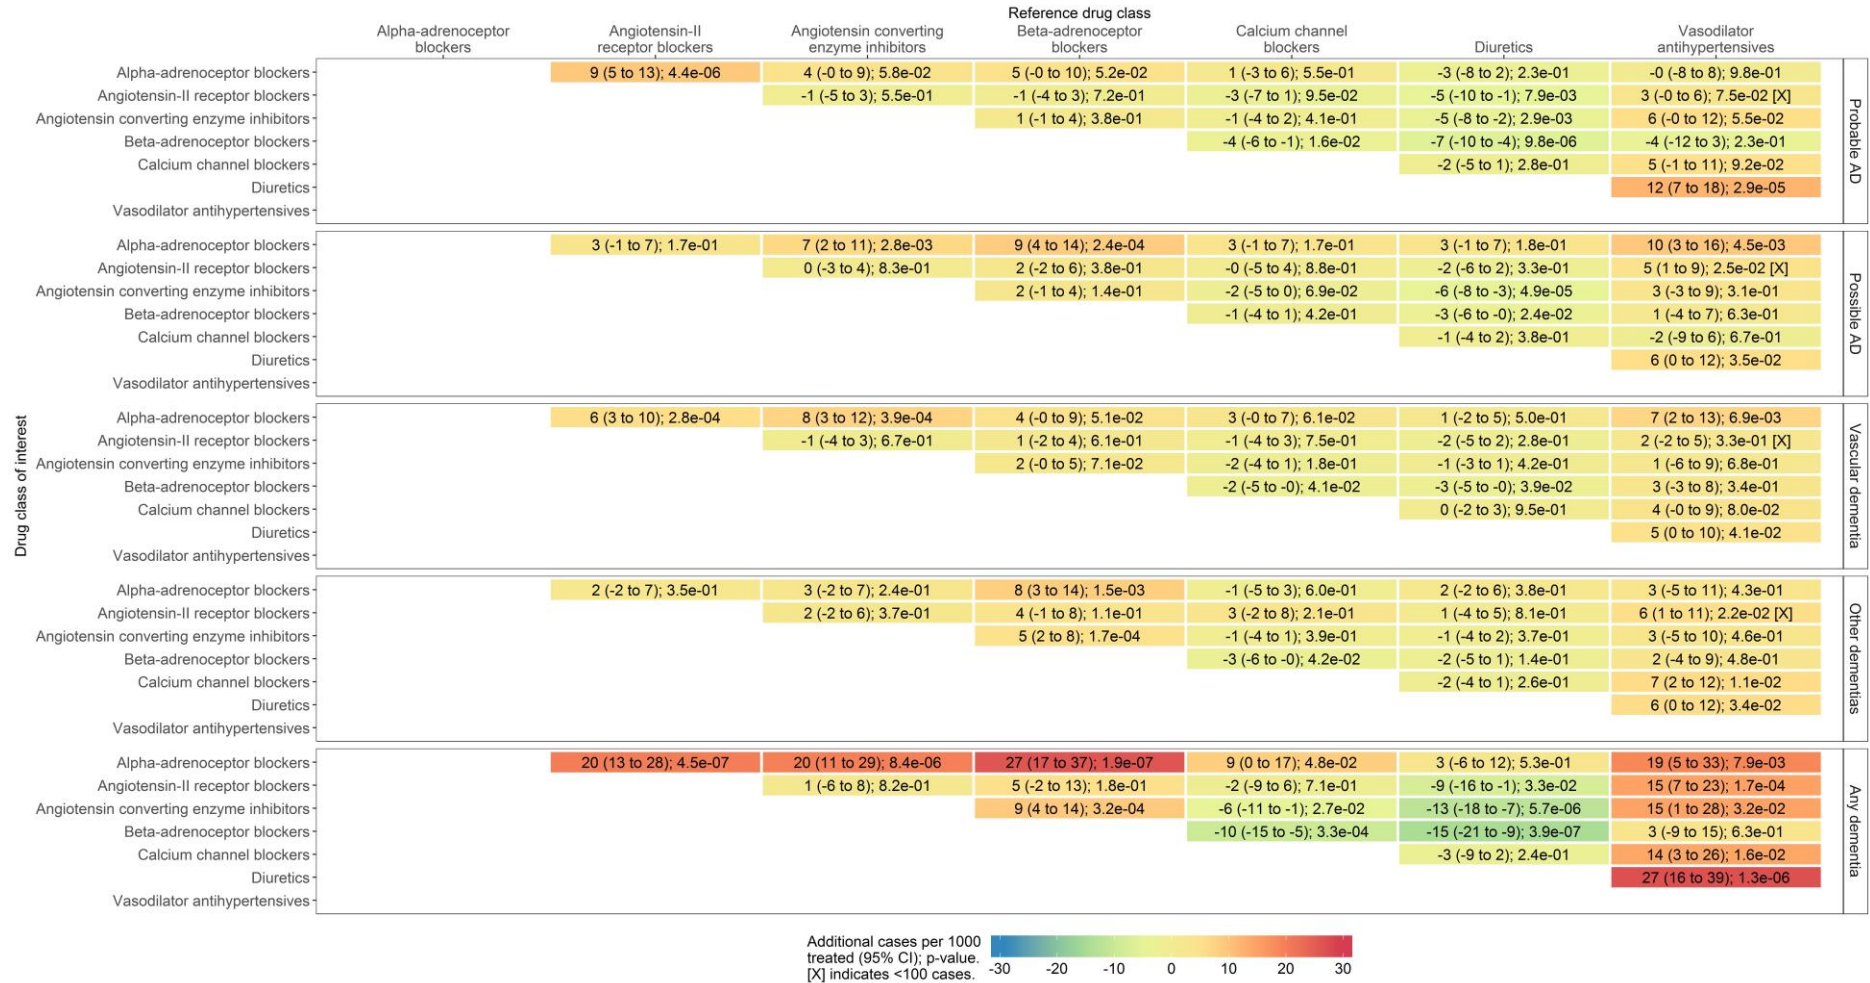 Reference drug class
Alpha-adrenoceptor blockers
Angiotensin-II receptor blockers
Angiotensin converting enzyme inhibitors
Beta-adrenoceptor blockers
Calcium channel blockers
Diuretics
Vasodilator antihypertensives
Drug class of interest
Probable AD
Alpha-adrenoceptor blockers 9 (5 to 13); 4.4e-06 4 (-0 to 9); 5.8e-02 5 (-0 to 10); 5.2e-02 1 (-3 to 6); 5.5e-01 -3 (-8 to 2); 2.3e-01 -0 (-8 to 8); 9.8e-01
Angiotensin-II receptor blockers -1 (-5 to 3); 5.5e-01 -1 (-4 to 3); 7.2e-01 -3 (-7 to 1); 9.5e-02 -5 (-10 to -1); 7.9e-03 3 (-0 to 6); 7.5e-02 [X]
Angiotensin converting enzyme inhibitors 1 (-1 to 4); 3.8e-01 -1 (-4 to 2); 4.1e-01 -5 (-8 to -2); 2.9e-03 6 (-0 to 12); 5.5e-02
Beta-adrenoceptor blockers -4 (-6 to -1); 1.6e-02 -7 (-10 to -4); 9.8e-06 -4 (-12 to 3); 2.3e-01
Calcium channel blockers -2 (-5 to 1); 2.8e-01 5 (-1 to 11); 9.2e-02
Diuretics 12 (7 to 18); 2.9e-05
Vasodilator antihypertensives
Possible AD
Alpha-adrenoceptor blockers 3 (-1 to 7); 1.7e-01 7 (2 to 11); 2.8e-03 9 (4 to 14); 2.4e-04 3 (-1 to 7); 1.7e-01 3 (-1 to 7); 1.8e-01 10 (3 to 16); 4.5e-03
Angiotensin-II receptor blockers 0 (-3 to 4); 8.3e-01 2 (-2 to 6); 3.8e-01 -0 (-5 to 4); 8.8e-01 -2 (-6 to 2); 3.3e-01 5 (1 to 9); 2.5e-02 [X]
Angiotensin converting enzyme inhibitors 2 (-1 to 4); 1.4e-01 -2 (-5 to 0); 6.9e-02 -6 (-8 to -3); 4.9e-05 3 (-3 to 9); 3.1e-01
Beta-adrenoceptor blockers -1 (-4 to 1); 4.2e-01 -3 (-6 to -0); 2.4e-02 1 (-4 to 7); 6.3e-01
Calcium channel blockers -1 (-4 to 2); 3.8e-01 -2 (-9 to 6); 6.7e-01
Diuretics 6 (0 to 12); 3.5e-02
Vasodilator antihypertensives
Vascular dementia
Alpha-adrenoceptor blockers 6 (3 to 10); 2.8e-04 8 (3 to 12); 3.9e-04 4 (-0 to 9); 5.1e-02 3 (-0 to 7); 6.1e-02 1 (-2 to 5); 5.0e-01 7 (2 to 13); 6.9e-03
Angiotensin-II receptor blockers -1 (-4 to 3); 6.7e-01 1 (-2 to 4); 6.1e-01 -1 (-4 to 3); 7.5e-01 -2 (-5 to 2); 2.8e-01 2 (-2 to 5); 3.3e-01 [X]
Angiotensin converting enzyme inhibitors 2 (-0 to 5); 7.1e-02 -2 (-4 to 1); 1.8e-01 -1 (-3 to 1); 4.2e-01 1 (-6 to 9); 6.8e-01
Beta-adrenoceptor blockers -2 (-5 to -0); 4.1e-02 -3 (-5 to -0); 3.9e-02 3 (-3 to 8); 3.4e-01
Calcium channel blockers 0 (-2 to 3); 9.5e-01 4 (-0 to 9); 8.0e-02
Diuretics 5 (0 to 10); 4.1e-02
Vasodilator antihypertensives
Other dementias
Alpha-adrenoceptor blockers 2 (-2 to 7); 3.5e-01 3 (-2 to 7); 2.4e-01 8 (3 to 14); 1.5e-03 -1 (-5 to 3); 6.0e-01 2 (-2 to 6); 3.8e-01 3 (-5 to 11); 4.3e-01
Angiotensin-II receptor blockers 2 (-2 to 6); 3.7e-01 4 (-1 to 8); 1.1e-01 3 (-2 to 8); 2.1e-01 1 (-4 to 5); 8.1e-01 6 (1 to 11); 2.2e-02 [X]
Angiotensin converting enzyme inhibitors 5 (2 to 8); 1.7e-04 -1 (-4 to 1); 3.9e-01 -1 (-4 to 2); 3.7e-01 3 (-5 to 10); 4.6e-01
Beta-adrenoceptor blockers -3 (-6 to -0); 4.2e-02 -2 (-5 to 1); 1.4e-01 2 (-4 to 9); 4.8e-01
Calcium channel blockers -2 (-4 to 1); 2.6e-01 7 (2 to 12); 1.1e-02
Diuretics 6 (0 to 12); 3.4e-02
Vasodilator antihypertensives
Any dementia
Alpha-adrenoceptor blockers 20 (13 to 28); 4.5e-07 20 (11 to 29); 8.4e-06 27 (17 to 37); 1.9e-07 9 (0 to 17); 4.8e-02 3 (-6 to 12); 5.3e-01 19 (5 to 33); 7.9e-03
Angiotensin-II receptor blockers 1 (-6 to 8); 8.2e-01 5 (-2 to 13); 1.8e-01 -2 (-9 to 6); 7.1e-01 -9 (-16 to -1); 3.3e-02 15 (7 to 23); 1.7e-04
Angiotensin converting enzyme inhibitors 9 (4 to 14); 3.2e-04 -6 (-11 to -1); 2.7e-02 -13 (-18 to -7); 5.7e-06 15 (1 to 28); 3.2e-02
Beta-adrenoceptor blockers -10 (-15 to -5); 3.3e-04 -15 (-21 to -9); 3.9e-07 3 (-9 to 15); 6.3e-01
Calcium channel blockers -3 (-9 to 2); 2.4e-01 14 (3 to 26); 1.6e-02
Diuretics 27 (16 to 39); 1.3e-06
Vasodilator antihypertensives
Additional cases per 1000
treated (95% CI); p-value.
[X] indicates <100 cases.
-30 -20 -10 0 10 20 30